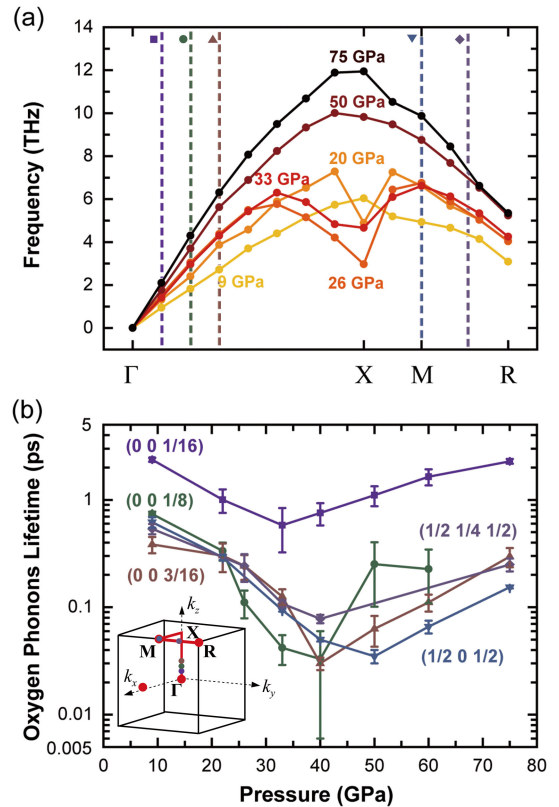 (a)
14
12
10
8
6
4
2
0
Frequency (THz)
75 GPa
50 GPa
20 GPa
33 GPa
9 GPa
26 GPa
Γ X M R
(b)
5
1
0.1
0.01
0.005
Oxygen Phonons Lifetime (ps)
(0 0 1/16)
(0 0 1/8)
(0 0 3/16)
(1/2 1/4 1/2)
(1/2 0 1/2)
k_z
X
M
R
k_x
Γ
k_y
0 10 20 30 40 50 60 70 80
Pressure (GPa)